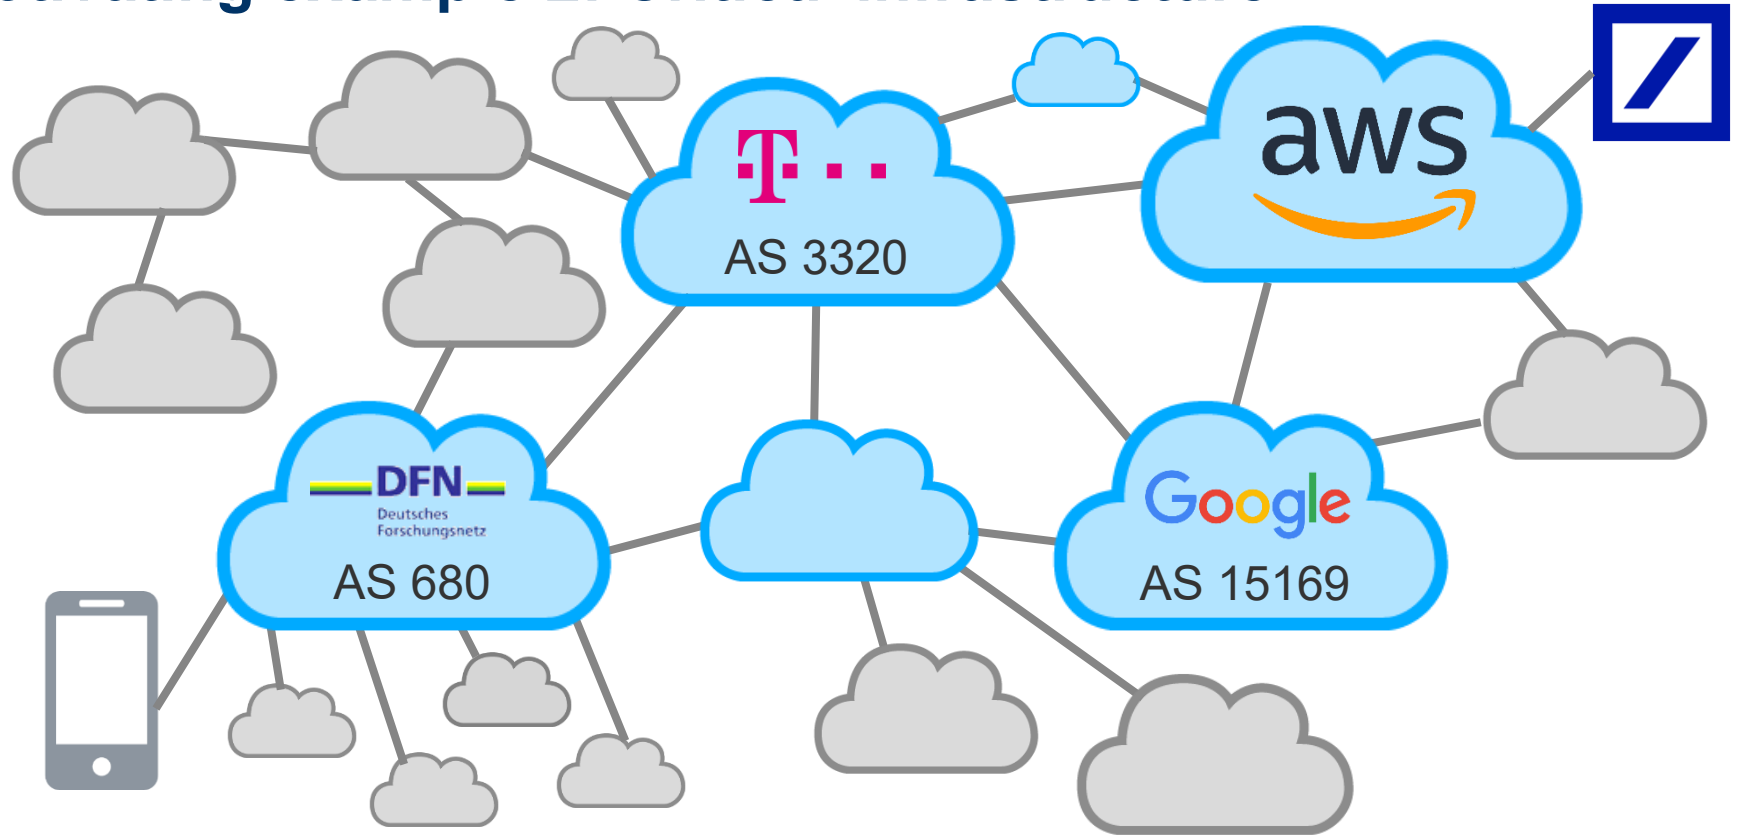 aws
AS 3320
DFN
Deutsches
Forschungsnetz
AS 680
Google
AS 15169